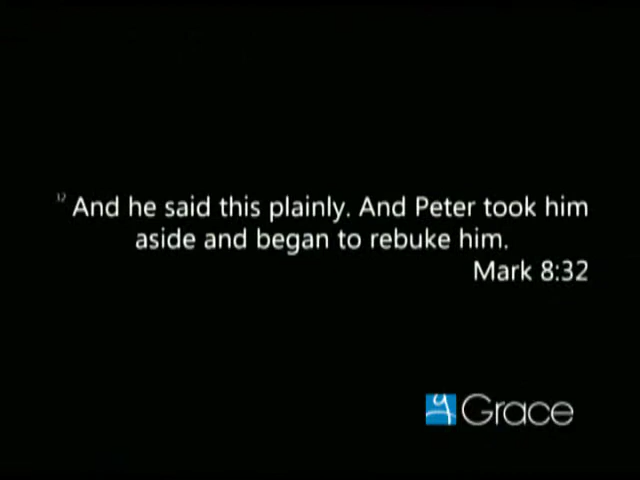 And he said this plainly. And Peter took him
aside and began to rebuke him.
Mark 8:32
Grace